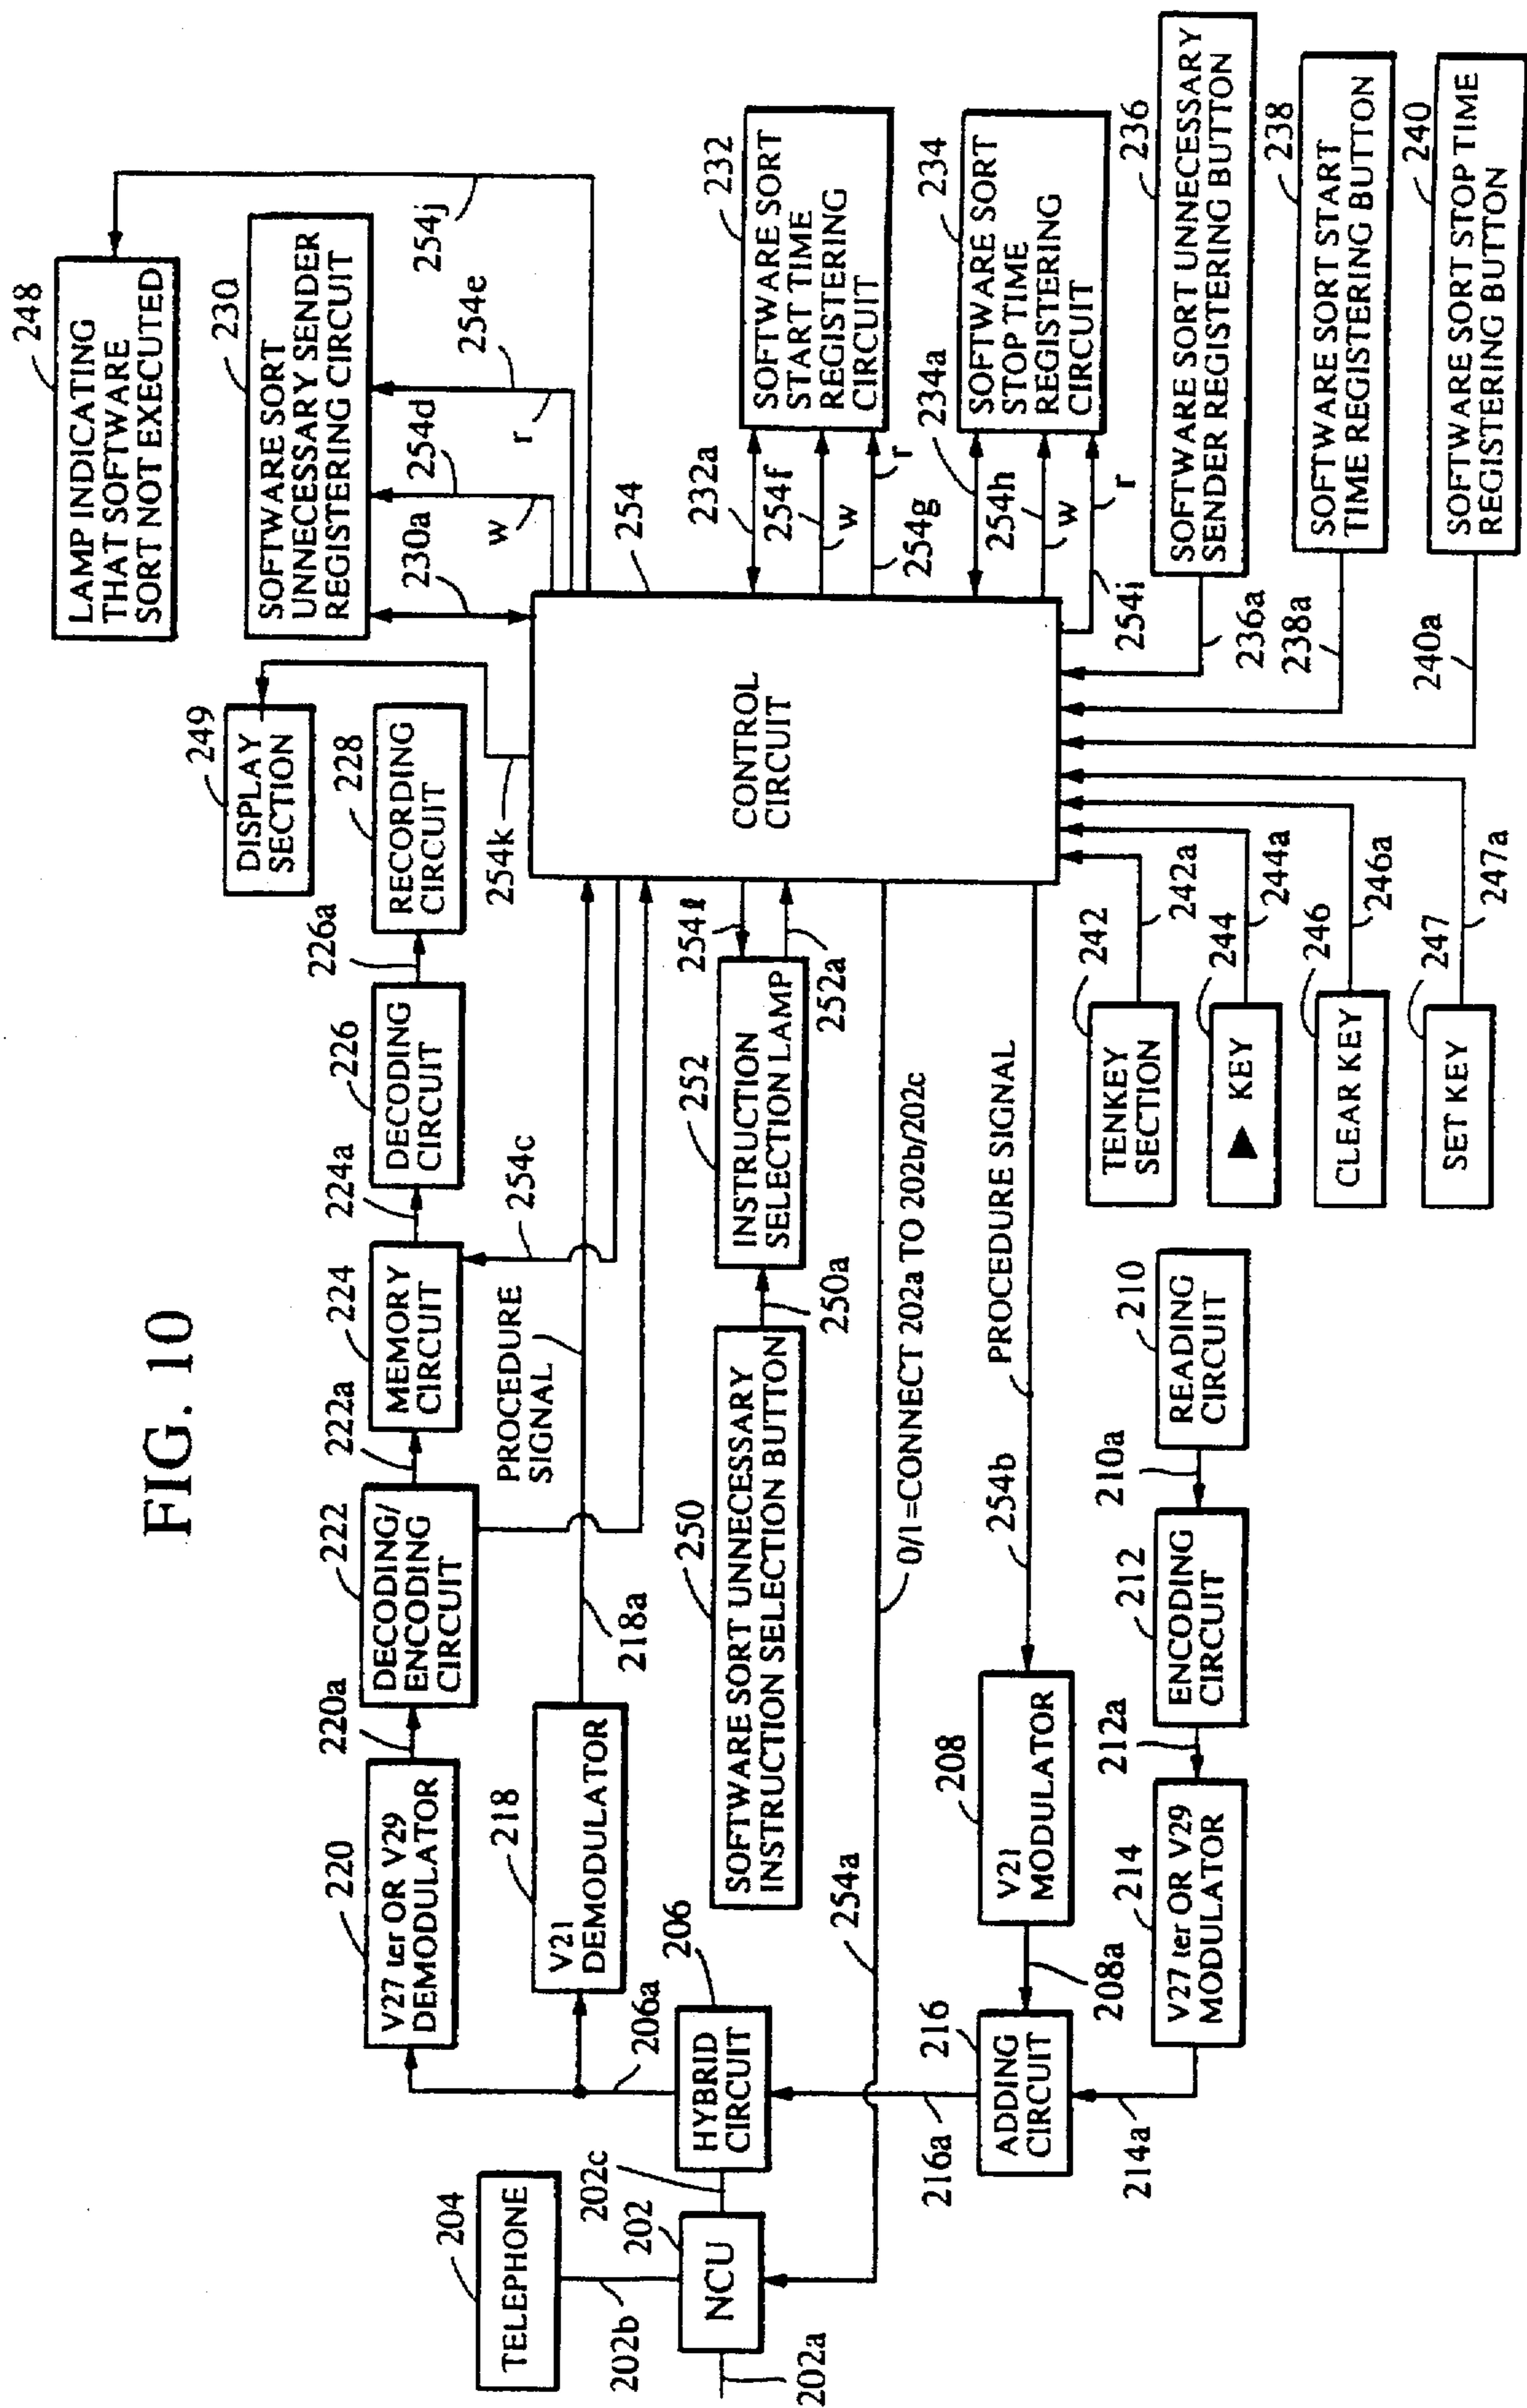 FIG. 10
204
TELEPHONE
202b
202
NCU
202a
202c
206
HYBRID
CIRCUIT
206a
216a
216
ADDING
CIRCUIT
214a
220
V27 ter OR V29
DEMODULATOR
220a
218
V21
DEMODULATOR
218a
222
DECODING/
ENCODING
CIRCUIT
222a
224
MEMORY
CIRCUIT
224a
226
DECODING
CIRCUIT
226a
228
RECORDING
CIRCUIT
249
DISPLAY
SECTION
254k
PROCEDURE
SIGNAL
254c
250
SOFTWARE SORT UNNECESSARY
INSTRUCTION SELECTION BUTTON
250a
252
INSTRUCTION
SELECTION LAMP
254ℓ
252a
254a
0/1=CONNECT 202a TO 202b/202c
208
V21
MODULATOR
208a
254b
PROCEDURE SIGNAL
214
V27 ter OR V29
MODULATOR
212a
212
ENCODING
CIRCUIT
210a
210
READING
CIRCUIT
248
LAMP INDICATING
THAT SOFTWARE
SORT NOT EXECUTED
254j
230
SOFTWARE SORT
UNNECESSARY SENDER
REGISTERING CIRCUIT
230a
w
254d
r
254e
254
CONTROL
CIRCUIT
232
SOFTWARE SORT
START TIME
REGISTERING
CIRCUIT
232a
254f
w
r
254g
234
SOFTWARE SORT
STOP TIME
REGISTERING
CIRCUIT
234a
254h
w
r
254i
236
SOFTWARE SORT UNNECESSARY
SENDER REGISTERING BUTTON
236a
238
SOFTWARE SORT START
TIME REGISTERING BUTTON
238a
240
SOFTWARE SORT STOP TIME
REGISTERING BUTTON
240a
242
TENKEY
SECTION
242a
244
▶ KEY
244a
246
CLEAR KEY
246a
247
SET KEY
247a